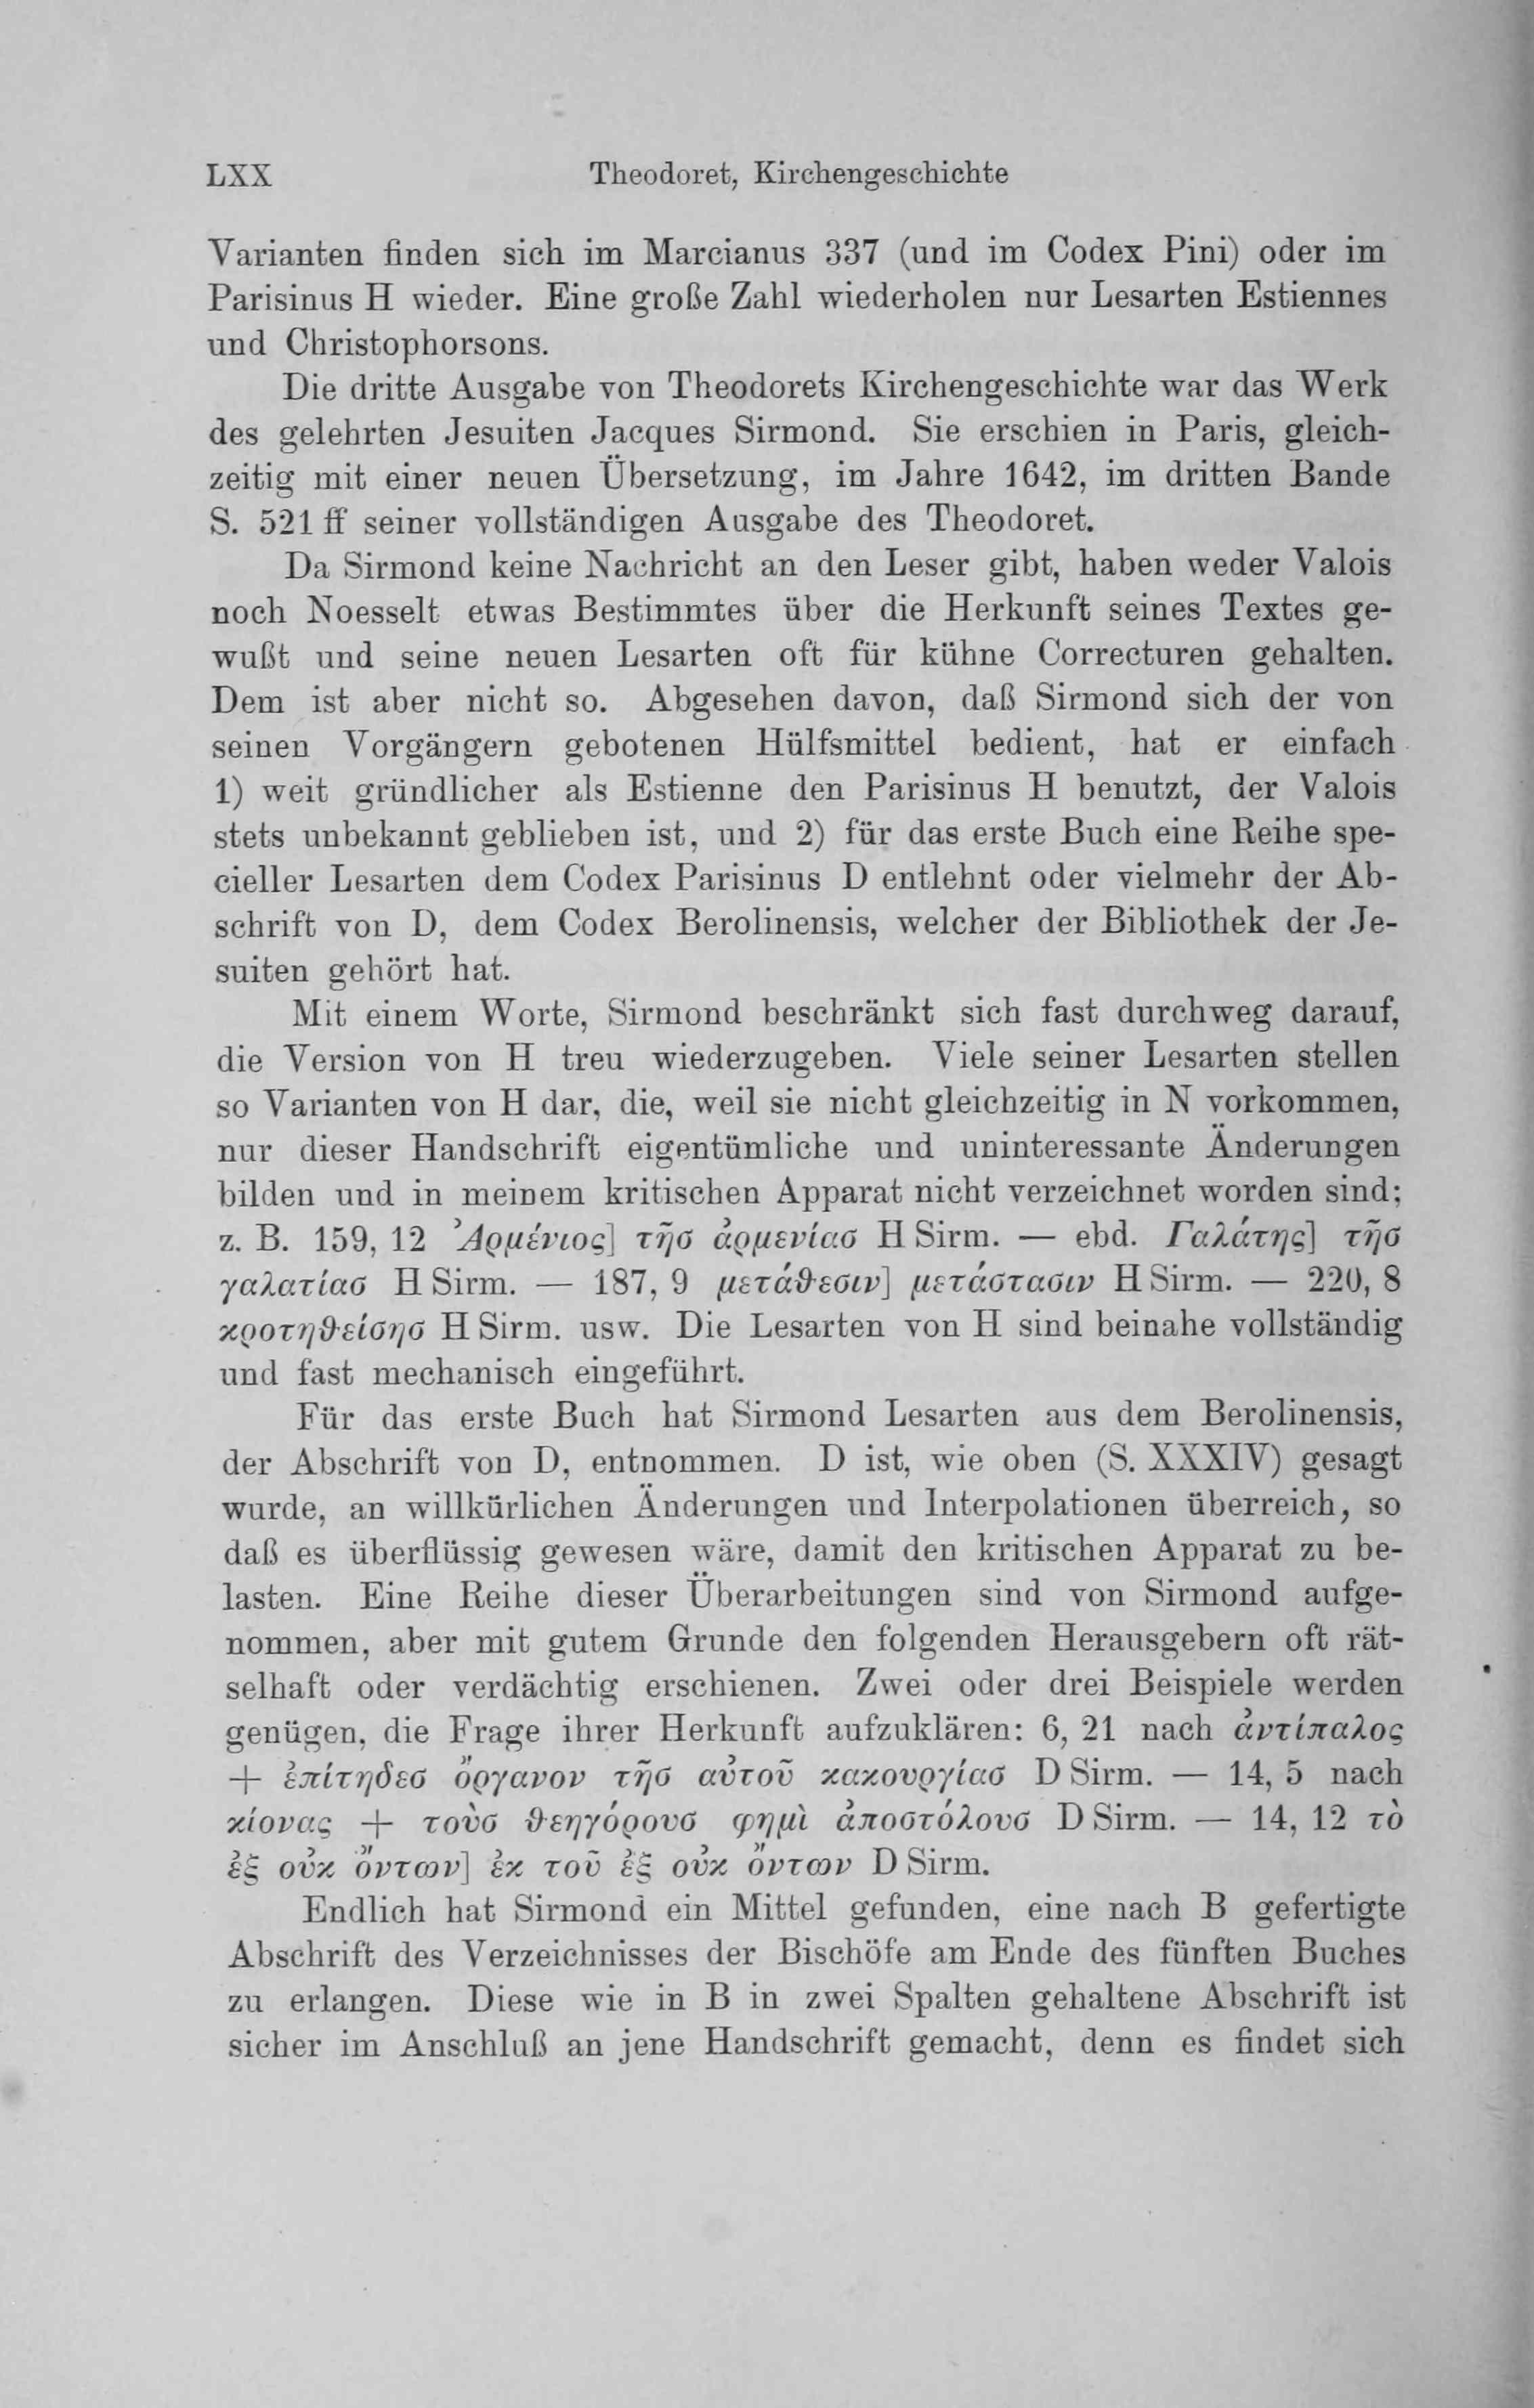 LXX Theodoret, Kirchengeschichte
Varianten finden sich im Marcianus 337 (und im Codex Pini) oder im
Parisinus H wieder. Eine große Zahl wiederholen nur Lesarten Estiennes
und Christophorsons.
Die dritte Ausgabe von Theodorets Kirchengeschichte war das Werk
des gelehrten Jesuiten Jacques Sirmond. Sie erschien in Paris, gleich-
zeitig mit einer neuen Übersetzung, im Jahre 1642, im dritten Bande
S. 521 ff seiner vollständigen Ausgabe des Theodoret.
Da Sirmond keine Nachricht an den Leser gibt, haben weder Valois
noch Noesselt etwas Bestimmtes über die Herkunft seines Textes ge-
wußt und seine neuen Lesarten oft für kühne Correcturen gehalten.
Dem ist aber nicht so. Abgesehen davon, daß Sirmond sich der von
seinen Vorgängern gebotenen Hülfsmittel bedient, hat er einfach
1) weit gründlicher als Estienne den Parisinus H benutzt, der Valois
stets unbekannt geblieben ist, und 2) für das erste Buch eine Reihe spe-
cieller Lesarten dem Codex Parisinus D entlehnt oder vielmehr der Ab-
schrift von D, dem Codex Berolinensis, welcher der Bibliothek der Je-
suiten gehört hat.
Mit einem Worte, Sirmond beschränkt sich fast durchweg darauf,
die Version von H treu wiederzugeben. Viele seiner Lesarten stellen
so Varianten von H dar, die, weil sie nicht gleichzeitig in N vorkommen,
nur dieser Handschrift eigentümliche und uninteressante Änderungen
bilden und in meinem kritischen Apparat nicht verzeichnet worden sind;
z. B. 159, 12 Ἀρμένιος] τῆσ ἀρμενίασ H Sirm. — ebd. Γαλάτης] τῆσ
γαλατίασ H Sirm. — 187, 9 μετάθεσιν] μετάστασιν H Sirm. — 220, 8
κροτηθείσησ H Sirm. usw. Die Lesarten von H sind beinahe vollständig
und fast mechanisch eingeführt.
Für das erste Buch hat Sirmond Lesarten aus dem Berolinensis,
der Abschrift von D, entnommen. D ist, wie oben (S. XXXIV) gesagt
wurde, an willkürlichen Änderungen und Interpolationen überreich, so
daß es überflüssig gewesen wäre, damit den kritischen Apparat zu be-
lasten. Eine Reihe dieser Überarbeitungen sind von Sirmond aufge-
nommen, aber mit gutem Grunde den folgenden Herausgebern oft rät-
selhaft oder verdächtig erschienen. Zwei oder drei Beispiele werden
genügen, die Frage ihrer Herkunft aufzuklären: 6, 21 nach ἀντίπαλος
+ ἐπίτηδεσ ὄργανον τῆσ αὐτοῦ κακουργίασ D Sirm. — 14, 5 nach
κίονας + τοὺσ θεηγόρουσ φημὶ ἀποστόλουσ D Sirm. — 14, 12 τὸ
ἐξ οὐκ ὄντων] ἐκ τοῦ ἐξ οὐκ ὄντων D Sirm.
Endlich hat Sirmond ein Mittel gefunden, eine nach B gefertigte
Abschrift des Verzeichnisses der Bischöfe am Ende des fünften Buches
zu erlangen. Diese wie in B in zwei Spalten gehaltene Abschrift ist
sicher im Anschluß an jene Handschrift gemacht, denn es findet sich